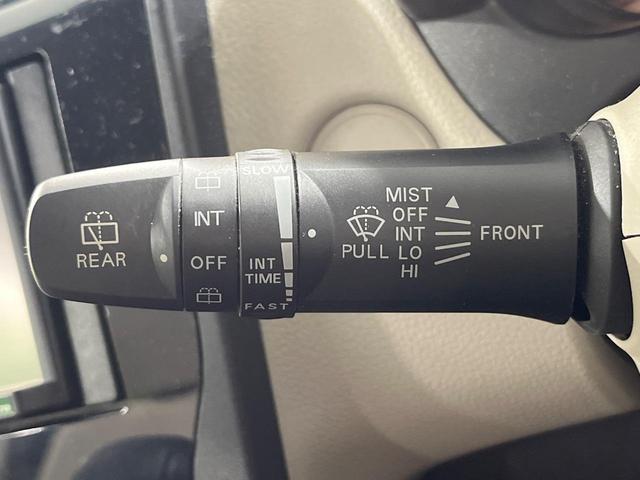 REAR
INT
OFF
SLOW
INT
TIME
FAST
PULL
MIST
OFF
INT
LO
HI
FRONT